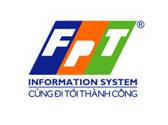 FPT ®
INFORMATION SYSTEM
CÙNG ĐI TỚI THÀNH CÔNG